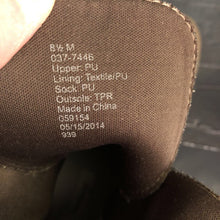 8½ M
037-7446
Upper: PU
Lining: Textile/PU
Sock: PU
Outsole: TPR
Made in China
059154
05/15/2014
939